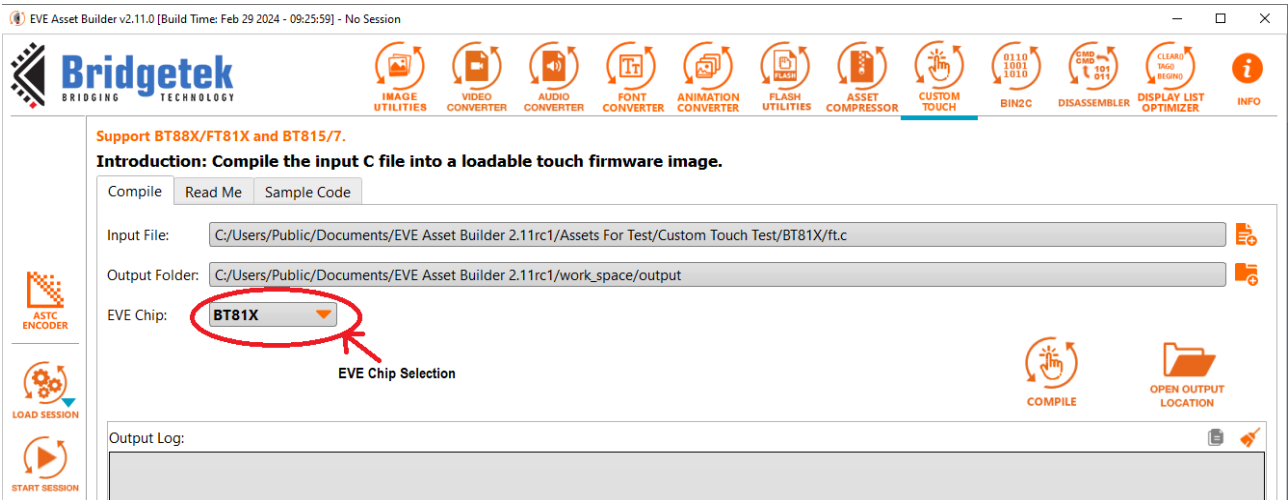 EVE Asset Builder v2.11.0 [Build Time: Feb 29 2024 - 09:25:59] - No Session
Bridgetek
BRIDGING TECHNOLOGY
IMAGE
UTILITIES
VIDEO
CONVERTER
AUDIO
CONVERTER
FONT
CONVERTER
ANIMATION
CONVERTER
FLASH
FLASH
UTILITIES
ASSET
COMPRESSOR
CUSTOM
TOUCH
0110
1001
1010
BIN2C
CMD
CMD
101
011
DISASSEMBLER
CLEAR()
TAG()
BEGIN()
DISPLAY LIST
OPTIMIZER
INFO
Support BT88X/FT81X and BT815/7.
Introduction: Compile the input C file into a loadable touch firmware image.
Compile Read Me Sample Code
Input File: C:/Users/Public/Documents/EVE Asset Builder 2.11rc1/Assets For Test/Custom Touch Test/BT81X/ft.c
Output Folder: C:/Users/Public/Documents/EVE Asset Builder 2.11rc1/work_space/output
EVE Chip: BT81X
EVE Chip Selection
ASTC
ENCODER
COMPILE
OPEN OUTPUT
LOCATION
LOAD SESSION
Output Log:
START SESSION